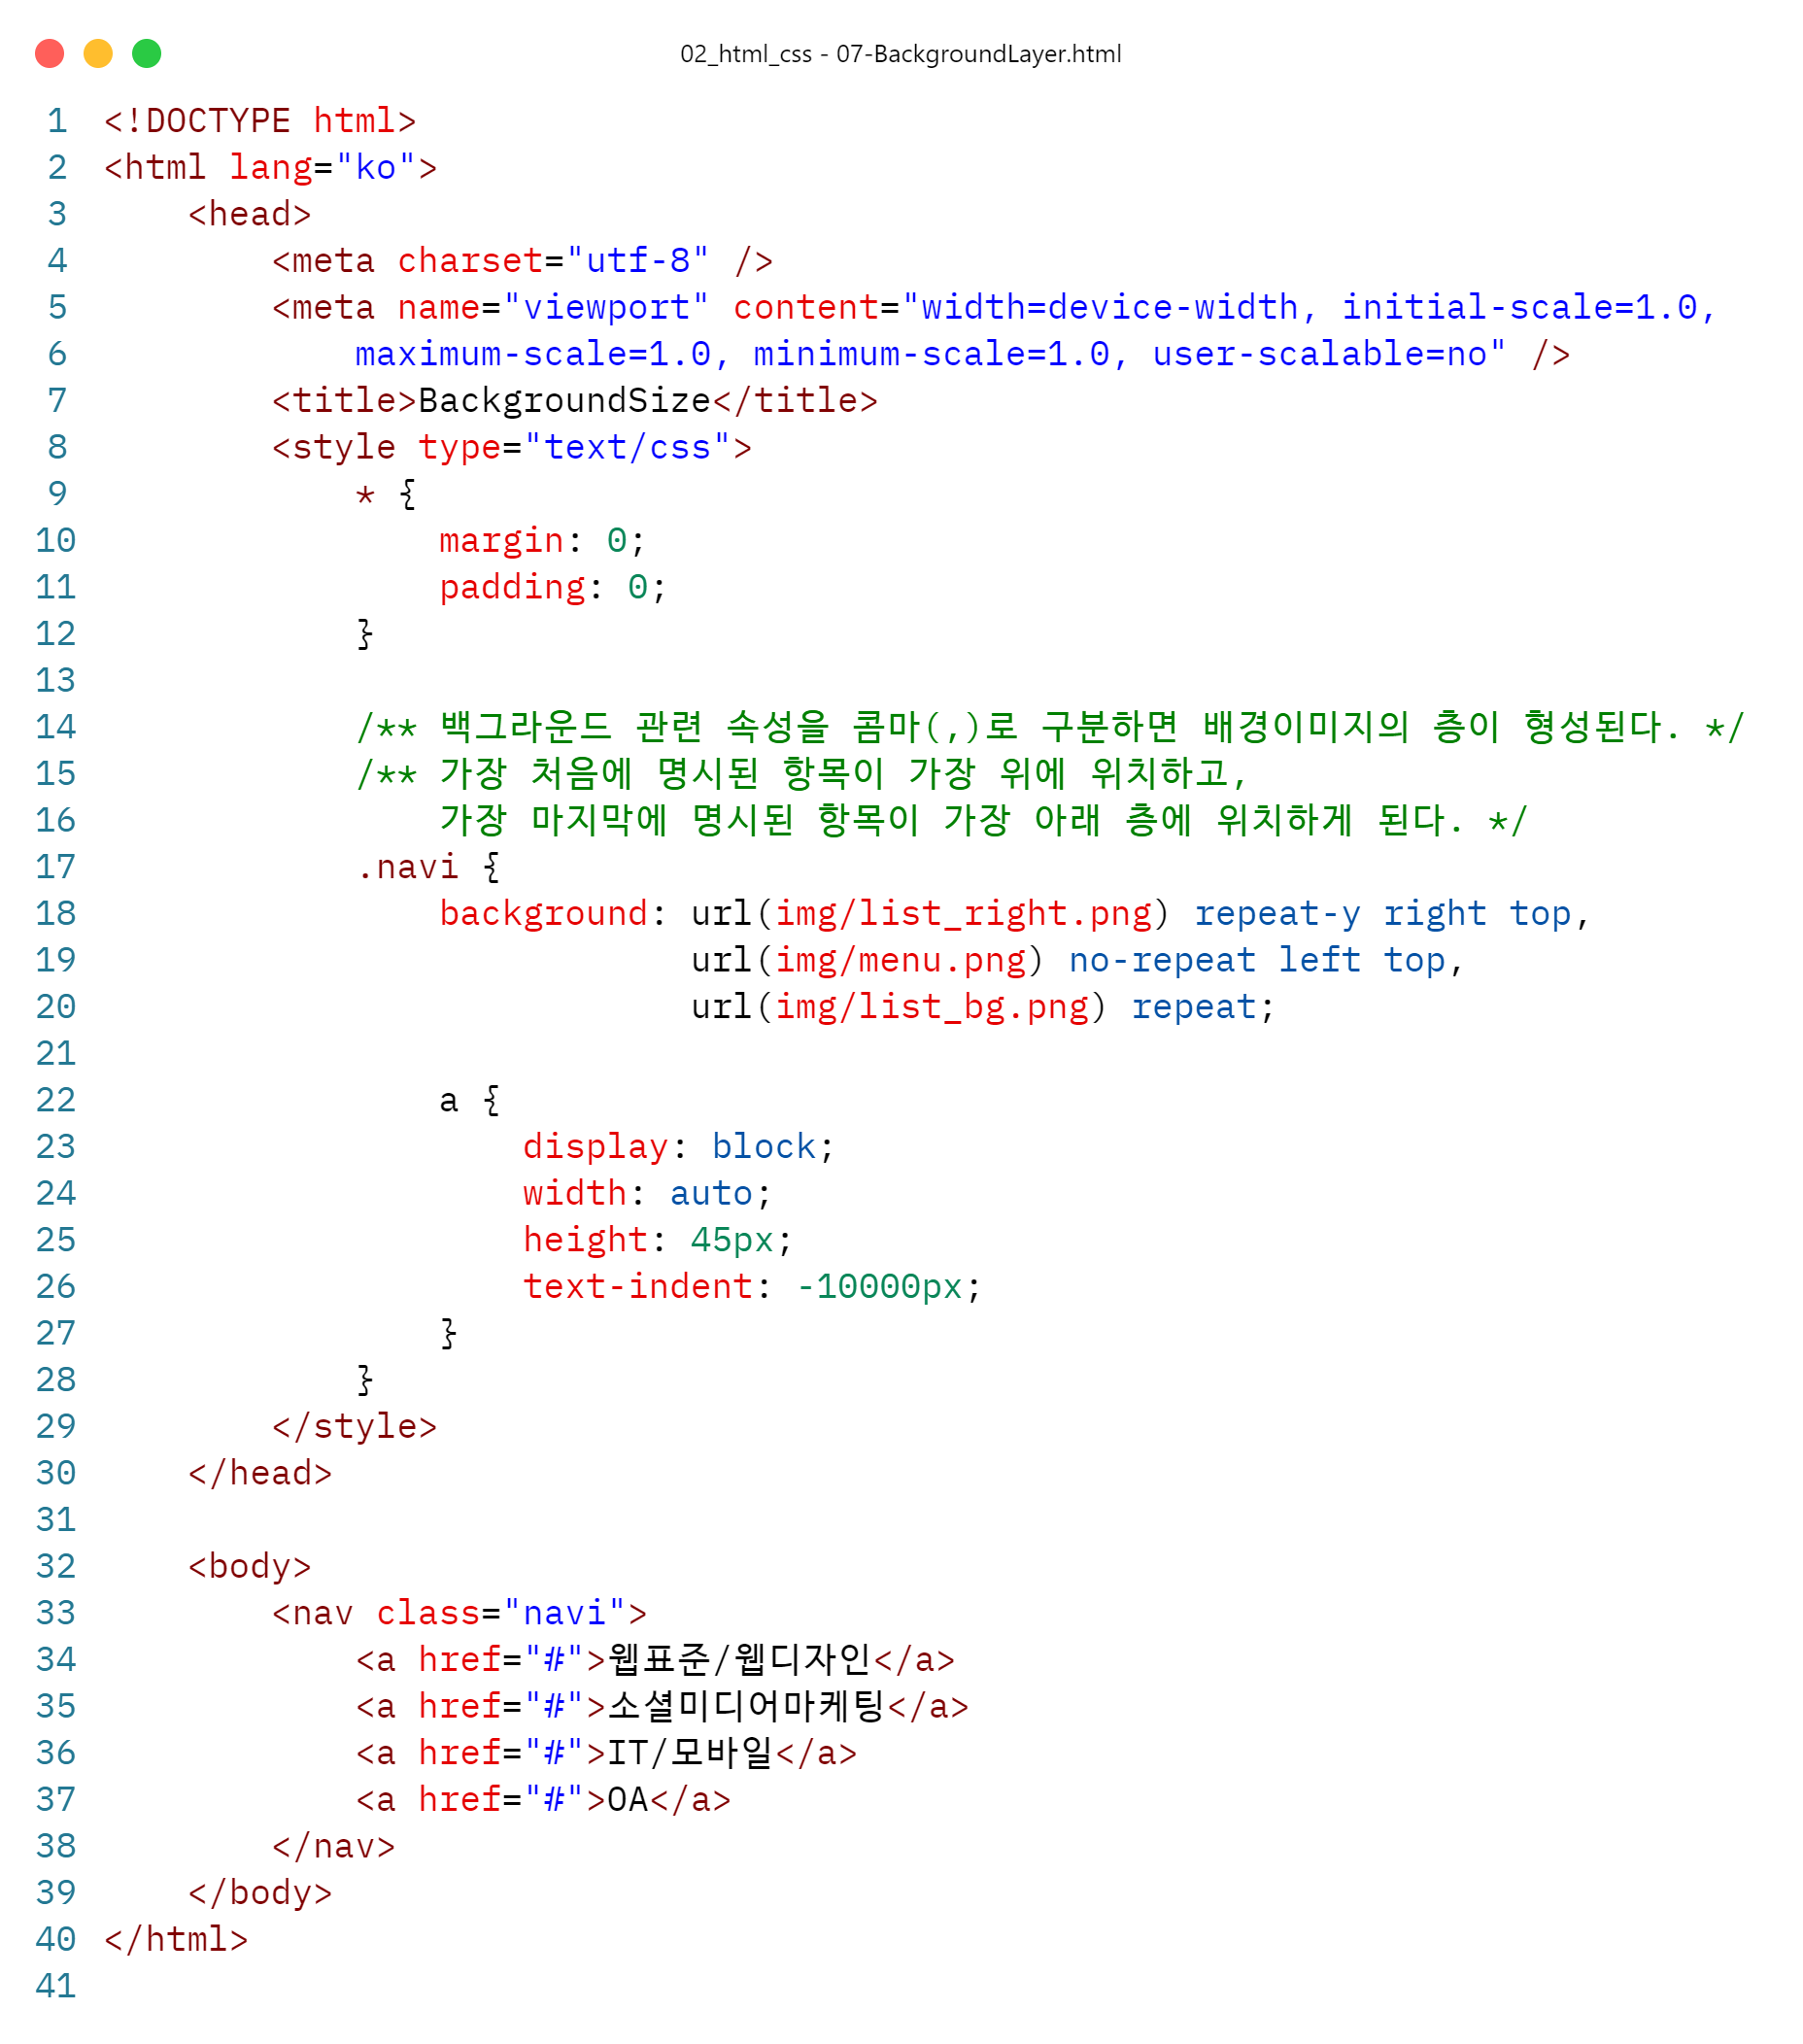 02_html_css - 07-BackgroundLayer.html
1 <!DOCTYPE html>
2 <html lang="ko">
3     <head>
4         <meta charset="utf-8" />
5         <meta name="viewport" content="width=device-width, initial-scale=1.0,
6             maximum-scale=1.0, minimum-scale=1.0, user-scalable=no" />
7         <title>BackgroundSize</title>
8         <style type="text/css">
9             * {
10                 margin: 0;
11                 padding: 0;
12             }
13
14             /** 백그라운드 관련 속성을 콤마(,)로 구분하면 배경이미지의 층이 형성된다. */
15             /** 가장 처음에 명시된 항목이 가장 위에 위치하고,
16                 가장 마지막에 명시된 항목이 가장 아래 층에 위치하게 된다. */
17             .navi {
18                 background: url(img/list_right.png) repeat-y right top,
19                             url(img/menu.png) no-repeat left top,
20                             url(img/list_bg.png) repeat;
21
22                 a {
23                     display: block;
24                     width: auto;
25                     height: 45px;
26                     text-indent: -10000px;
27                 }
28             }
29         </style>
30     </head>
31
32     <body>
33         <nav class="navi">
34             <a href="#">웹표준/웹디자인</a>
35             <a href="#">소셜미디어마케팅</a>
36             <a href="#">IT/모바일</a>
37             <a href="#">OA</a>
38         </nav>
39     </body>
40 </html>
41